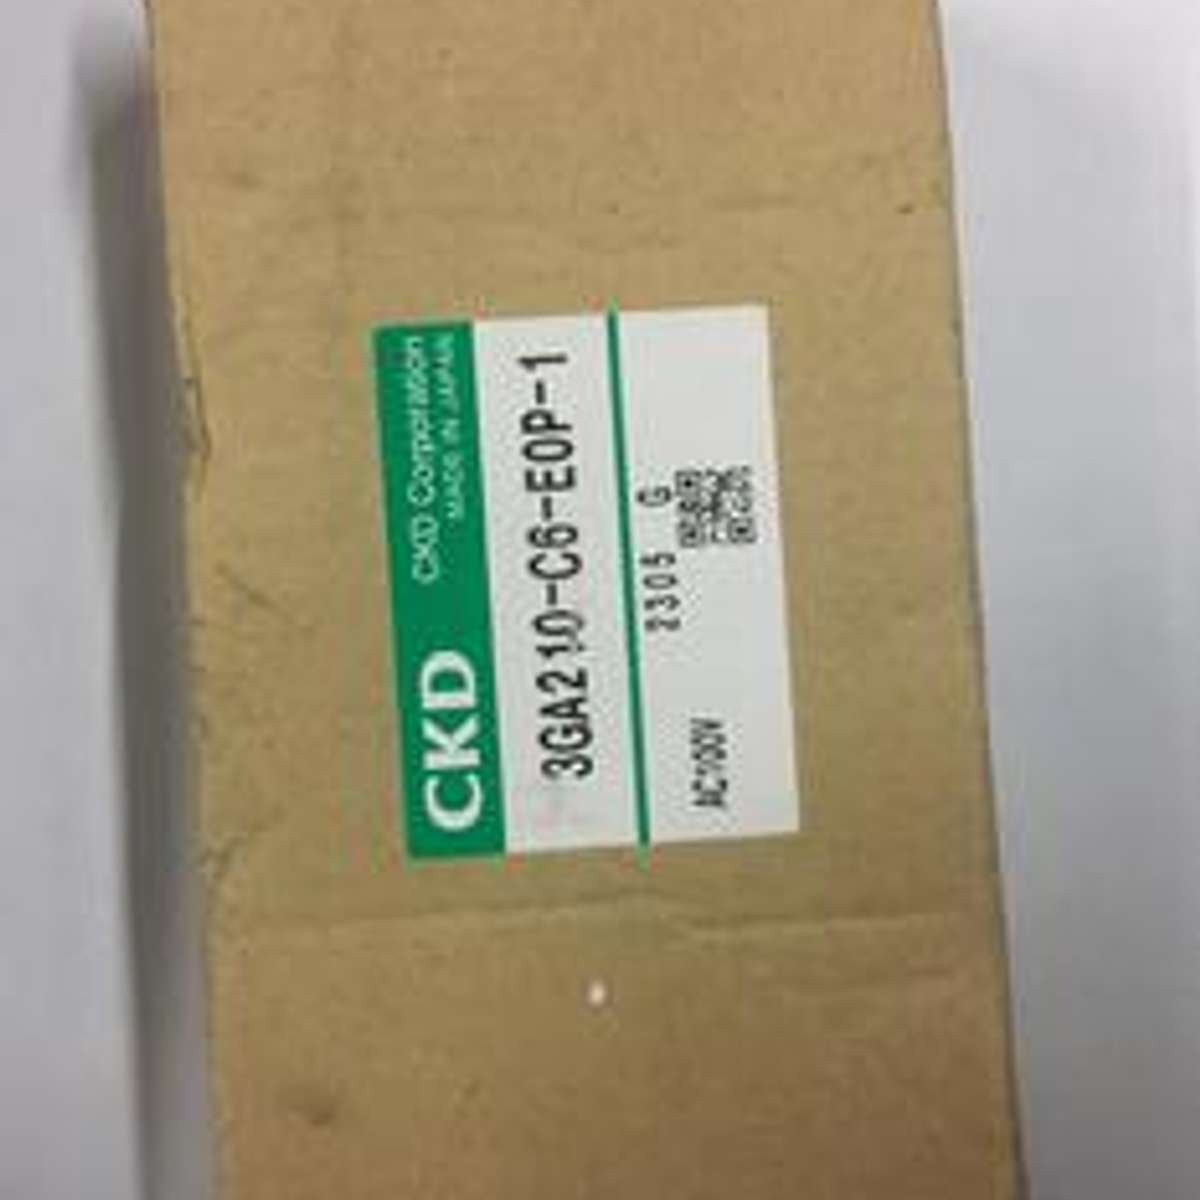 CKD CKD Corporation
MADE IN JAPAN
3GA210-C6-E0P-1
2305 G
AC100V